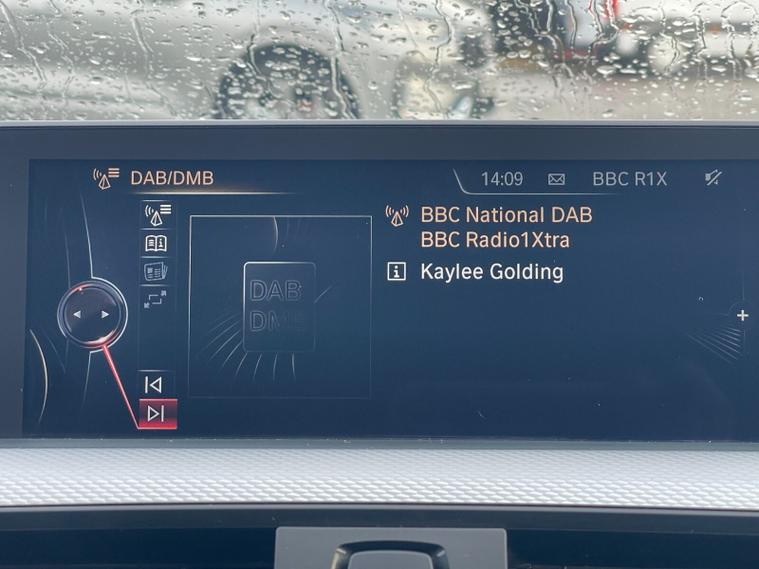 DAB/DMB
14:09
BBC R1X
BBC National DAB
BBC Radio1Xtra
Kaylee Golding
DAB
DMB